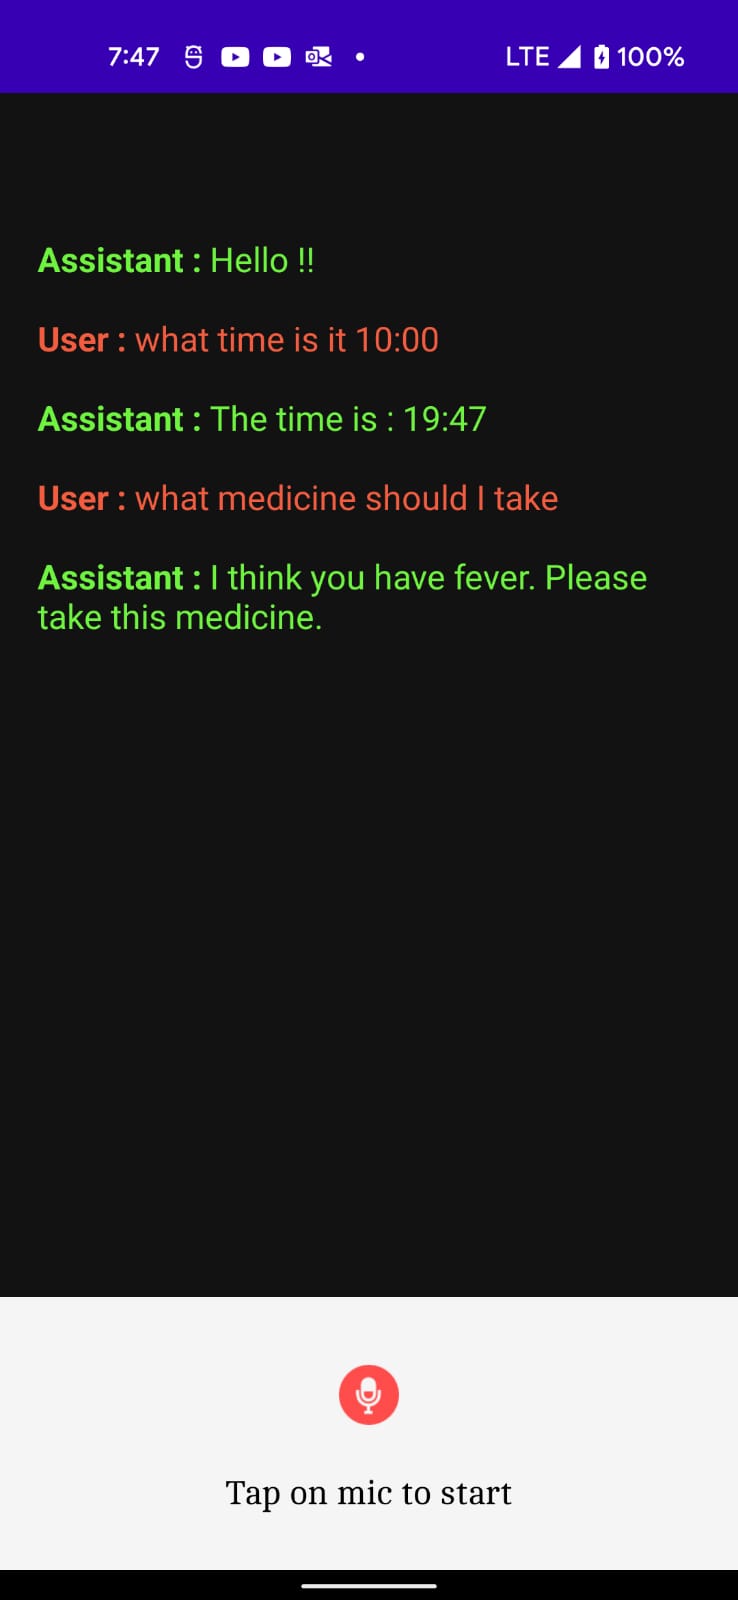 7:47 LTE 100%
Assistant : Hello !!
User : what time is it 10:00
Assistant : The time is : 19:47
User : what medicine should I take
Assistant : I think you have fever. Please
take this medicine.
Tap on mic to start